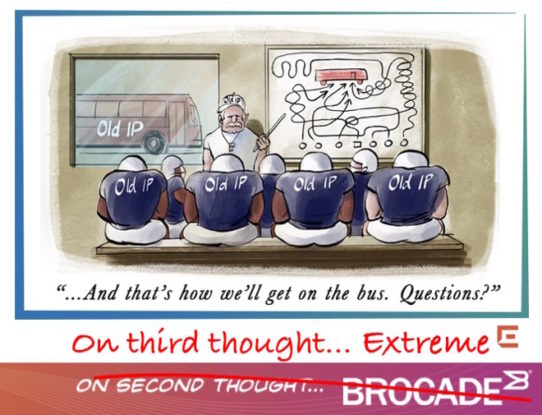 Old IP
Old IP
Old IP
Old IP
Old IP
“...And that’s how we’ll get on the bus. Questions?”
On third thought... Extreme
ON SECOND THOUGHT... BROCADE